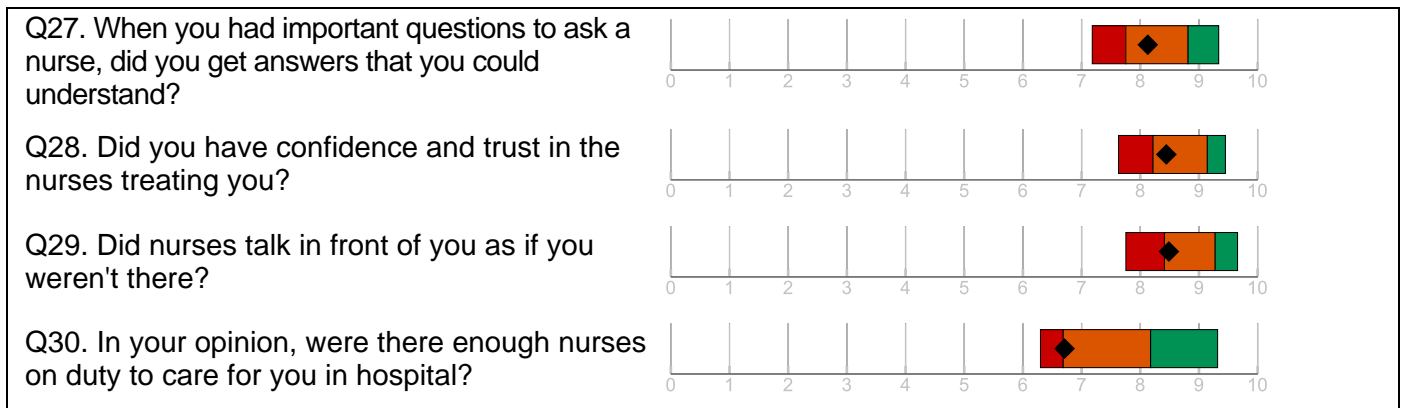 Q27. When you had important questions to ask a
nurse, did you get answers that you could
understand?
0 1 2 3 4 5 6 7 8 9 10
Q28. Did you have confidence and trust in the
nurses treating you?
0 1 2 3 4 5 6 7 8 9 10
Q29. Did nurses talk in front of you as if you
weren't there?
0 1 2 3 4 5 6 7 8 9 10
Q30. In your opinion, were there enough nurses
on duty to care for you in hospital?
0 1 2 3 4 5 6 7 8 9 10